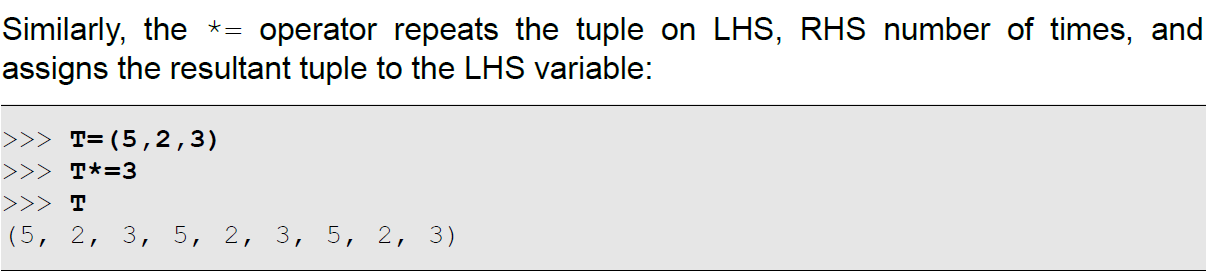 Similarly, the *= operator repeats the tuple on LHS, RHS number of times, and
assigns the resultant tuple to the LHS variable:
>>> T=(5,2,3)
>>> T*=3
>>> T
(5, 2, 3, 5, 2, 3, 5, 2, 3)